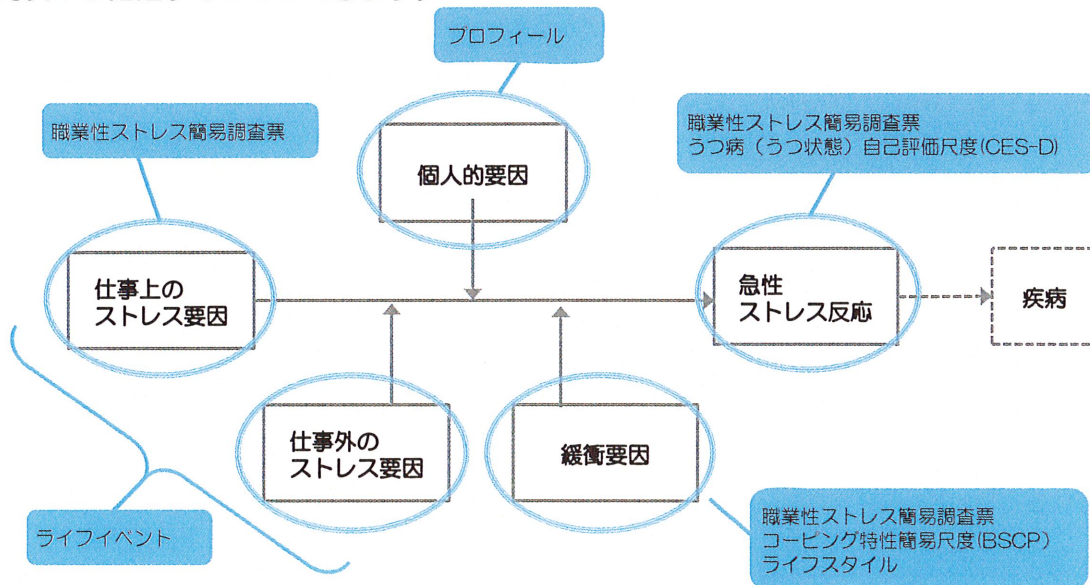 プロフィール
職業性ストレス簡易調査票
個人的要因
職業性ストレス簡易調査票
うつ病（うつ状態）自己評価尺度(CES-D)
仕事上の
ストレス要因
急性
ストレス反応
疾病
仕事外の
ストレス要因
緩衝要因
ライフイベント
職業性ストレス簡易調査票
コーピング特性簡易尺度(BSCP)
ライフスタイル